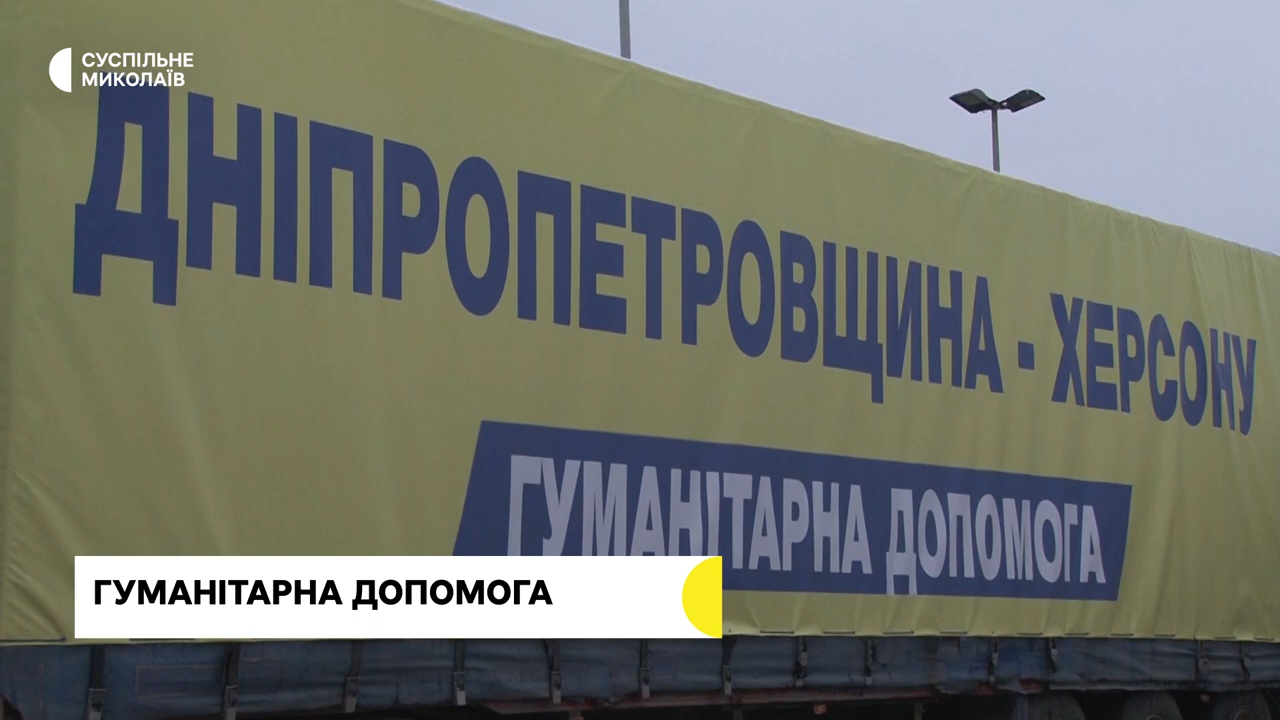 СУСПІЛЬНЕ
МИКОЛАЇВ
ДНІПРОПЕТРОВЩИНА - ХЕРСОНУ
ГУМАНІТАРНА ДОПОМОГА
ГУМАНІТАРНА ДОПОМОГА